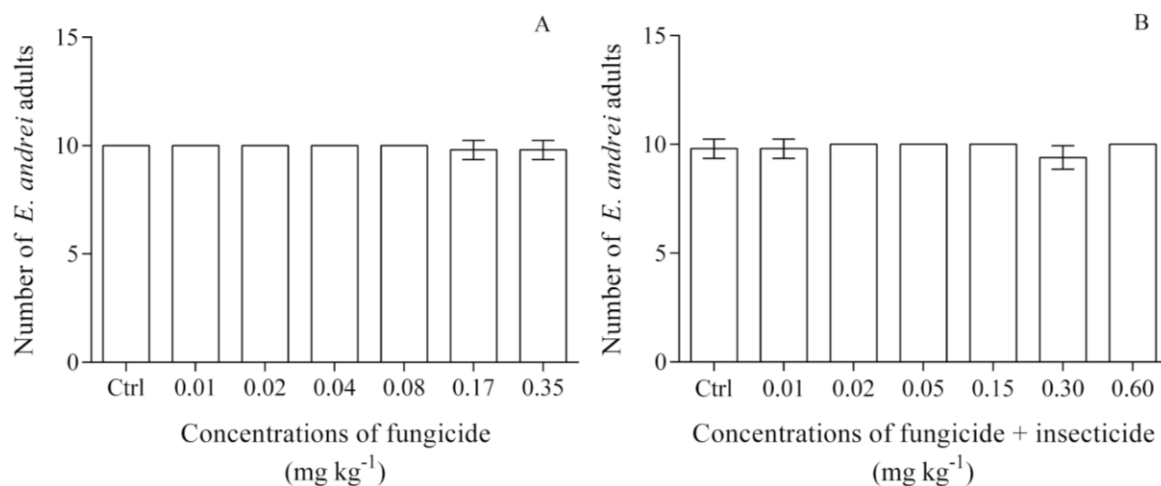 A
Number of E. andrei adults
15
10
5
0
Ctrl 0.01 0.02 0.04 0.08 0.17 0.35
Concentrations of fungicide
(mg kg⁻¹)
B
Number of E. andrei adults
15
10
5
0
Ctrl 0.01 0.02 0.05 0.15 0.30 0.60
Concentrations of fungicide + insecticide
(mg kg⁻¹)